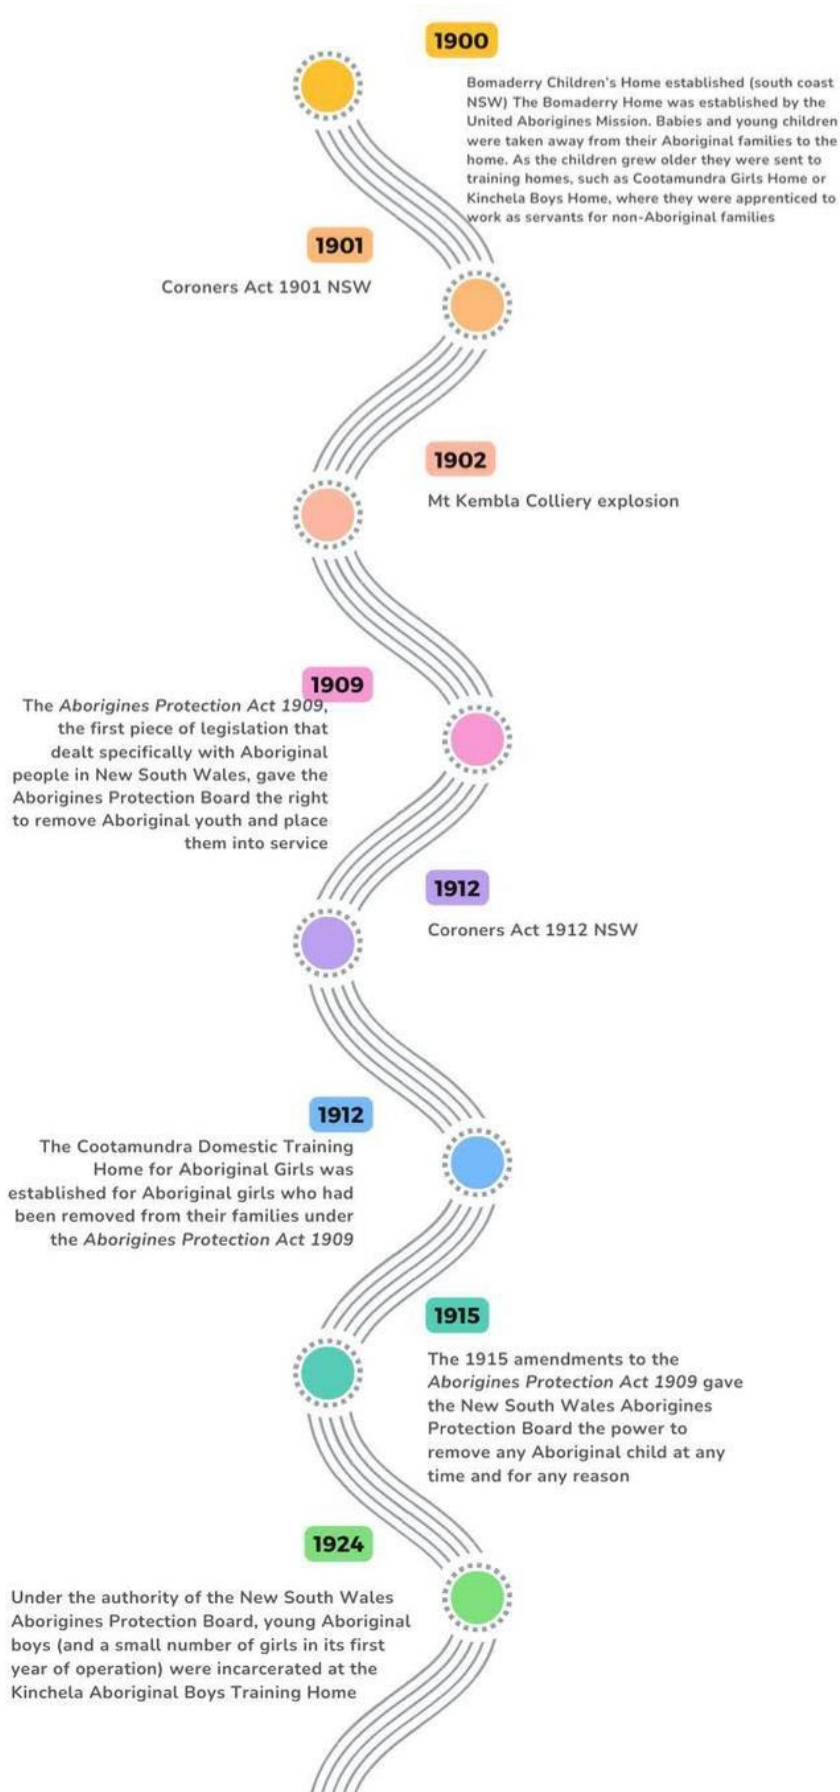 1900
Bomaderry Children's Home established (south coast
NSW) The Bomaderry Home was established by the
United Aborigines Mission. Babies and young children
were taken away from their Aboriginal families to the
home. As the children grew older they were sent to
training homes, such as Cootamundra Girls Home or
Kinchela Boys Home, where they were apprenticed to
work as servants for non-Aboriginal families
1901
Coroners Act 1901 NSW
1902
Mt Kembla Colliery explosion
1909
The Aborigines Protection Act 1909,
the first piece of legislation that
dealt specifically with Aboriginal
people in New South Wales, gave the
Aborigines Protection Board the right
to remove Aboriginal youth and place
them into service
1912
Coroners Act 1912 NSW
1912
The Cootamundra Domestic Training
Home for Aboriginal Girls was
established for Aboriginal girls who had
been removed from their families under
the Aborigines Protection Act 1909
1915
The 1915 amendments to the
Aborigines Protection Act 1909 gave
the New South Wales Aborigines
Protection Board the power to
remove any Aboriginal child at any
time and for any reason
1924
Under the authority of the New South Wales
Aborigines Protection Board, young Aboriginal
boys (and a small number of girls in its first
year of operation) were incarcerated at the
Kinchela Aboriginal Boys Training Home